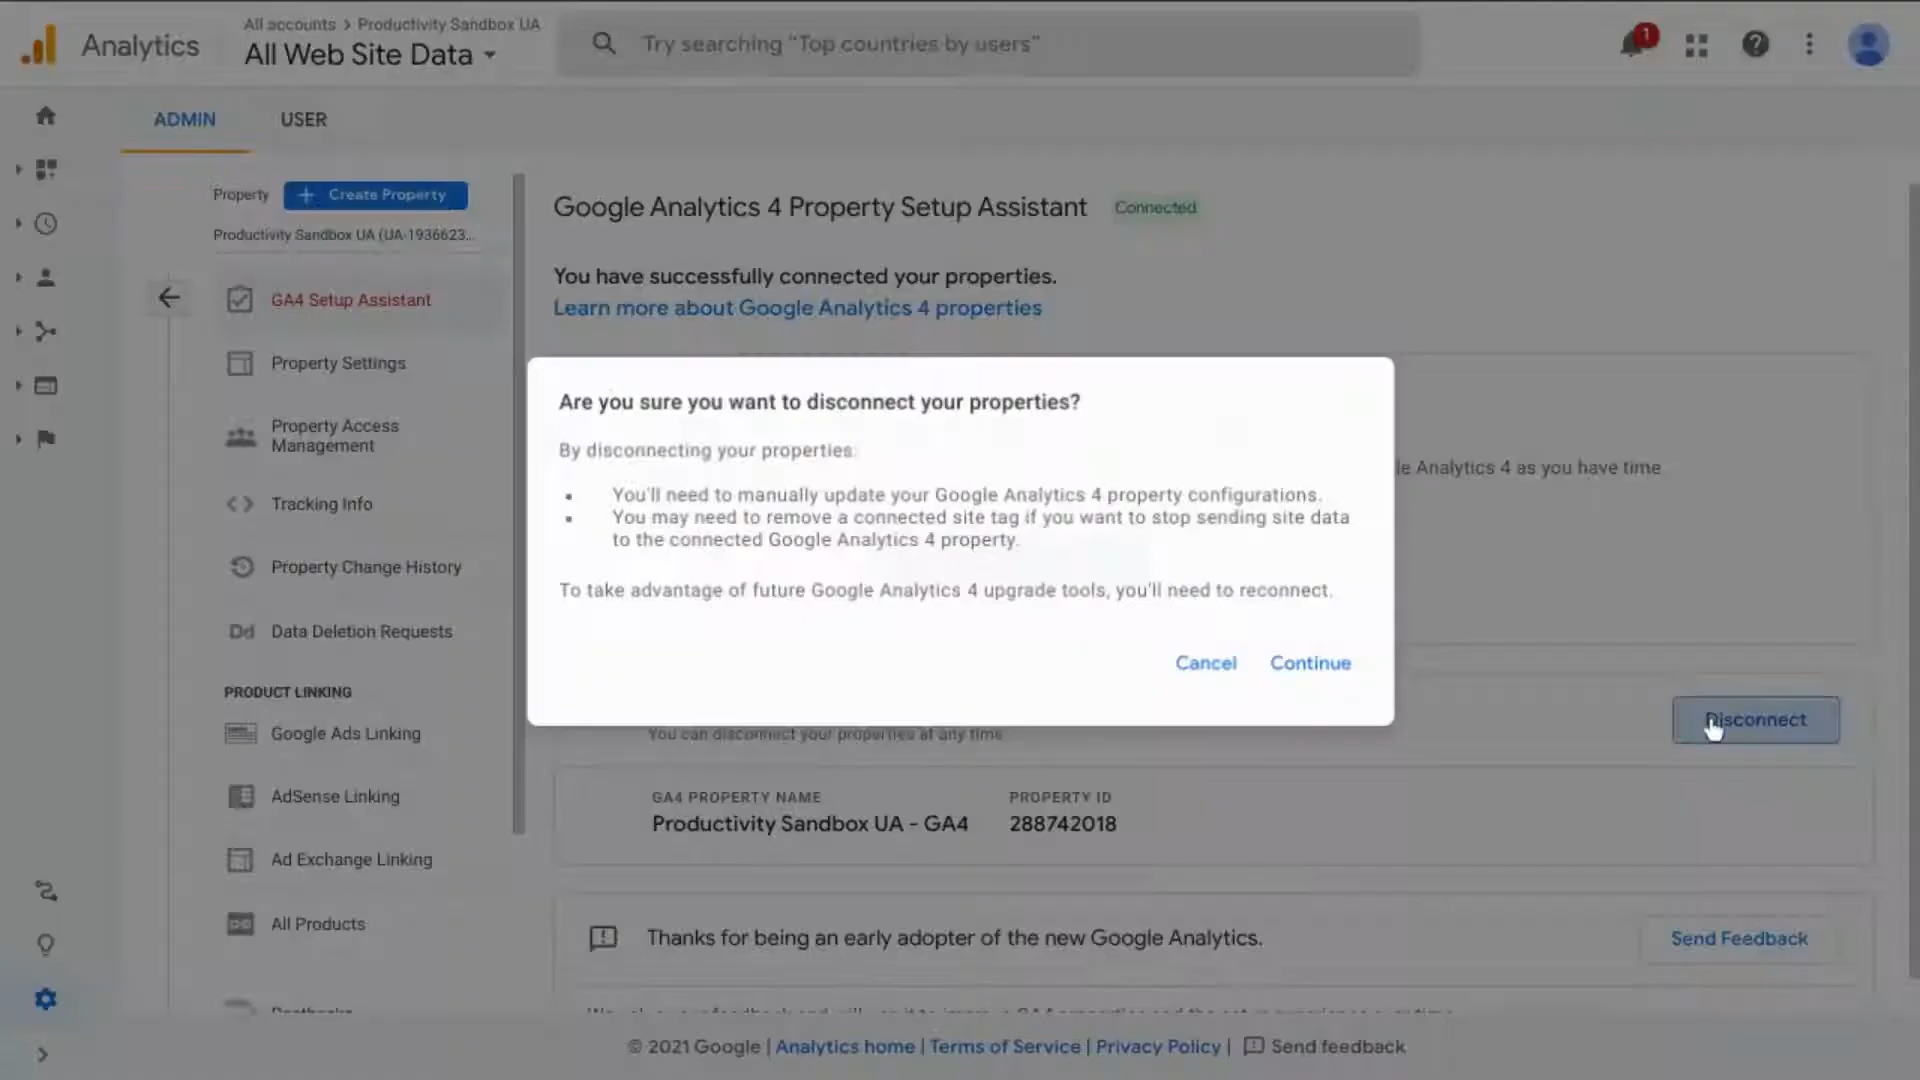 All accounts > Productivity Sandbox UA
Analytics
All Web Site Data
Try searching "Top countries by users"
1
ADMIN
USER
Property
+ Create Property
Productivity Sandbox UA (UA-1936623...
GA4 Setup Assistant
Property Settings
Property Access
Management
Tracking Info
Property Change History
Dd Data Deletion Requests
PRODUCT LINKING
Google Ads Linking
AdSense Linking
Ad Exchange Linking
All Products
Google Analytics 4 Property Setup Assistant
Connected
You have successfully connected your properties.
Learn more about Google Analytics 4 properties
le Analytics 4 as you have time
Are you sure you want to disconnect your properties?
By disconnecting your properties:
You'll need to manually update your Google Analytics 4 property configurations.
You may need to remove a connected site tag if you want to stop sending site data
to the connected Google Analytics 4 property.
To take advantage of future Google Analytics 4 upgrade tools, you'll need to reconnect.
Cancel
Continue
You can disconnect your properties at any time
Disconnect
GA4 PROPERTY NAME
PROPERTY ID
Productivity Sandbox UA - GA4
288742018
Thanks for being an early adopter of the new Google Analytics.
Send Feedback
© 2021 Google | Analytics home | Terms of Service | Privacy Policy | Send feedback